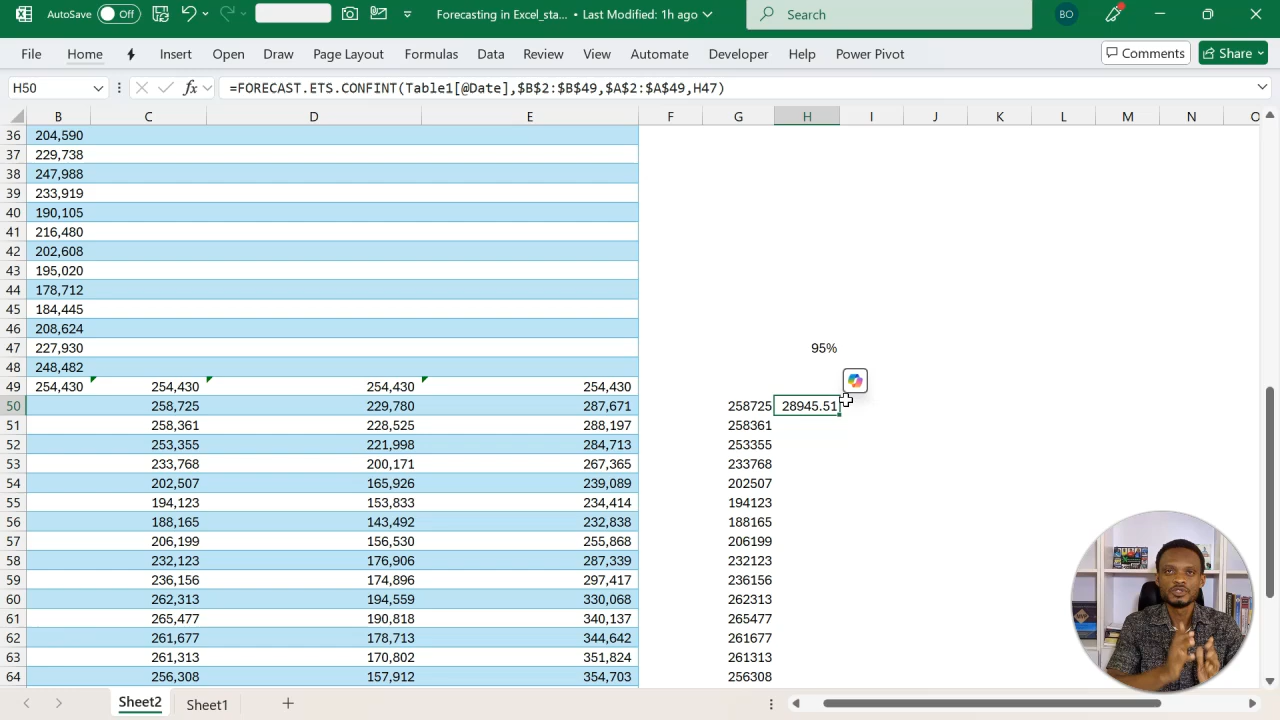 AutoSave Off Forecasting in Excel_sta... • Last Modified: 1h ago Search BO
File Home Insert Open Draw Page Layout Formulas Data Review View Automate Developer Help Power Pivot Comments Share
H50 fx =FORECAST.ETS.CONFINT(Table1[@Date],$B$2:$B$49,$A$2:$A$49,H47)
B C D E F G H I J K L M N O
36 204,590
37 229,738
38 247,988
39 233,919
40 190,105
41 216,480
42 202,608
43 195,020
44 178,712
45 184,445
46 208,624
47 227,930 95%
48 248,482
49 254,430 254,430 254,430 254,430
50 258,725 229,780 287,671 258725 28945.51
51 258,361 228,525 288,197 258361
52 253,355 221,998 284,713 253355
53 233,768 200,171 267,365 233768
54 202,507 165,926 239,089 202507
55 194,123 153,833 234,414 194123
56 188,165 143,492 232,838 188165
57 206,199 156,530 255,868 206199
58 232,123 176,906 287,339 232123
59 236,156 174,896 297,417 236156
60 262,313 194,559 330,068 262313
61 265,477 190,818 340,137 265477
62 261,677 178,713 344,642 261677
63 261,313 170,802 351,824 261313
64 256,308 157,912 354,703 256308
Sheet2 Sheet1